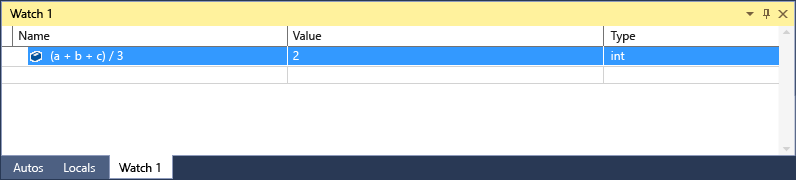 Watch 1
Name Value Type
(a + b + c) / 3 2 int
Autos Locals Watch 1